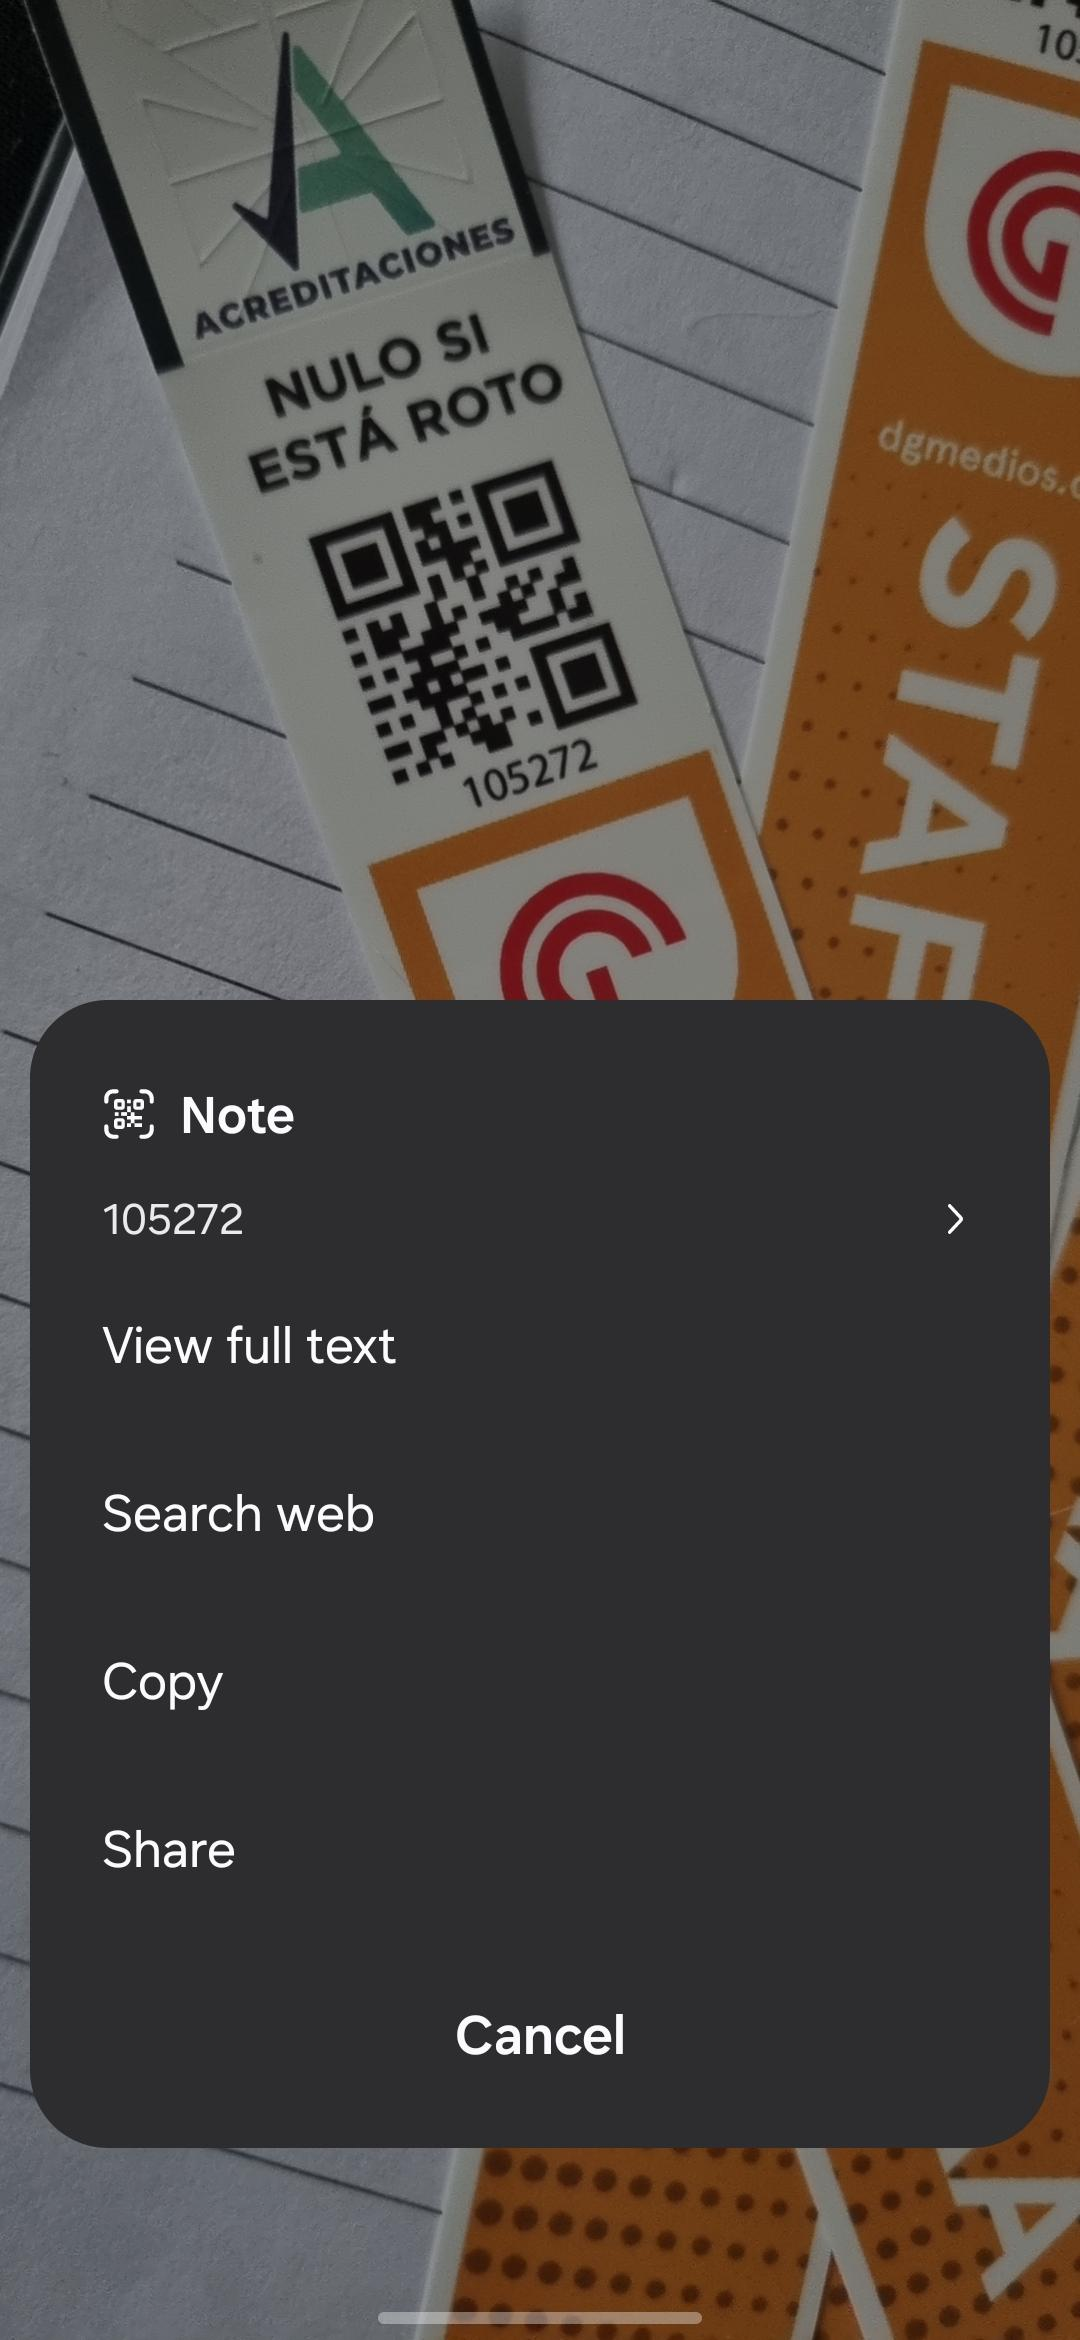 ACREDITACIONES
NULO SI
ESTÁ ROTO
105272
dgmedios.
STAF
Note
105272
View full text
Search web
Copy
Share
Cancel